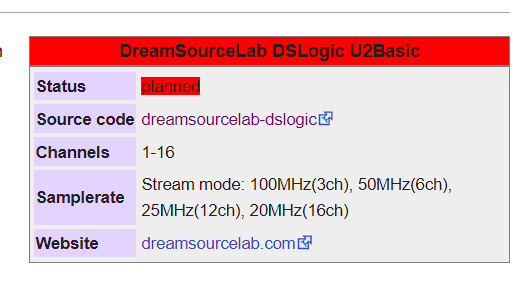 DreamSourceLab DSLogic U2Basic
Status planned
Source code dreamsourcelab-dslogic
Channels 1-16
Samplerate Stream mode: 100MHz(3ch), 50MHz(6ch),
25MHz(12ch), 20MHz(16ch)
Website dreamsourcelab.com